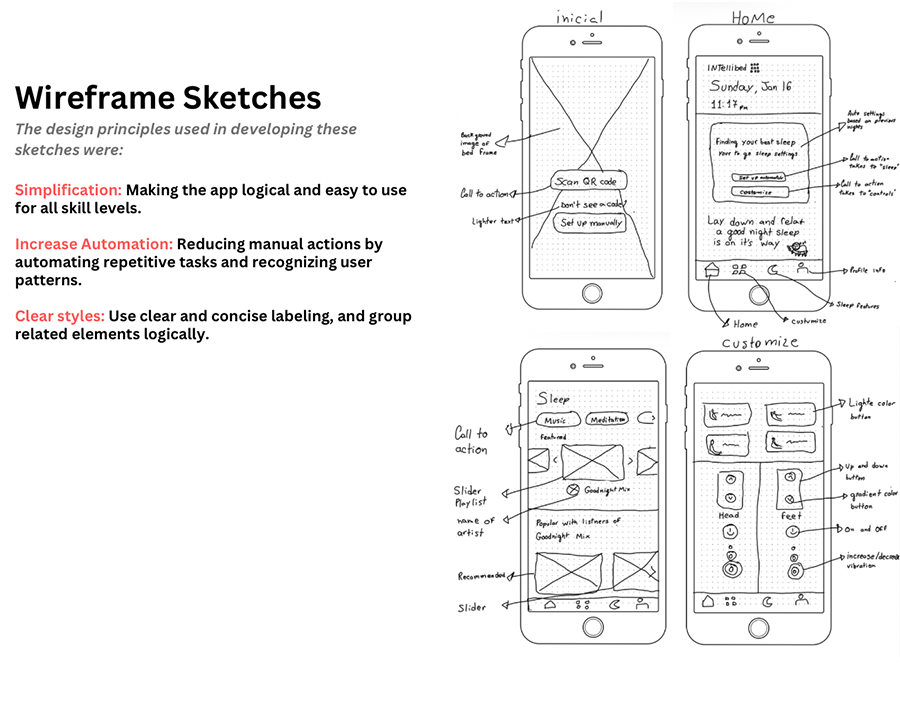 Wireframe Sketches
The design principles used in developing these
sketches were:
Simplification: Making the app logical and easy to use
for all skill levels.
Increase Automation: Reducing manual actions by
automating repetitive tasks and recognizing user
patterns.
Clear styles: Use clear and concise labeling, and group
related elements logically.
inicial
Background
image of
bed frame
Call to action
Lighter text
Scan QR code
Don't see a code?
Set up manually
HoMe
INTellibed
Sunday, Jan 16
11:17 PM
Finding your best sleep
Your to go sleep settings
Set up automatic
Customize
Lay down and relax
a good night sleep
is on it's way
Auto settings
based on previous
nights
Call to action
takes to "sleep"
Call to action
takes to "controls"
Profile info
Sleep features
custumize
Home
Sleep
Music
Meditation
Featured
Goodnight Mix
Popular with listners of
Goodnight Mix
Call to
action
Slider
Playlist
name of
artist
Recommended
Slider
customize
Head
Feet
Lighte color
button
Up and down
button
gradient color
button
On and Off
increase/decrease
vibration